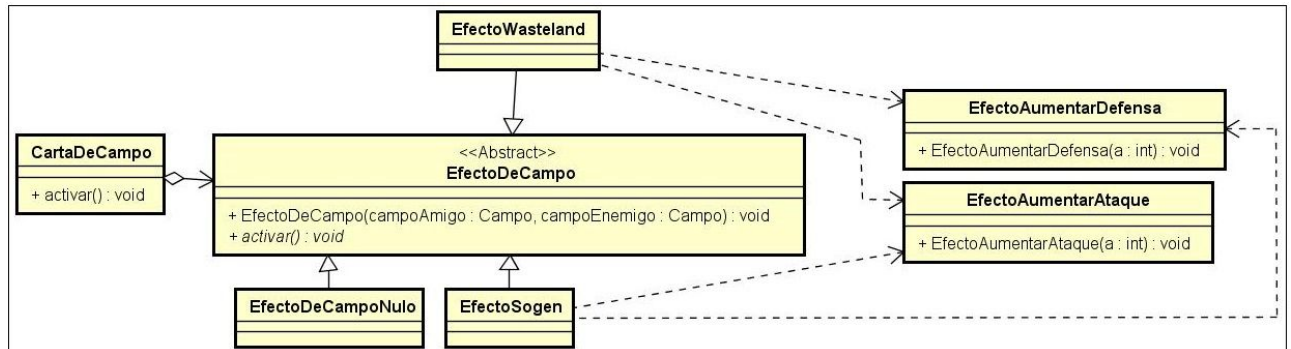 EfectoWasteland
EfectoAumentarDefensa
+ EfectoAumentarDefensa(a : int) : void
CartaDeCampo
+ activar() : void
<<Abstract>>
EfectoDeCampo
+ EfectoDeCampo(campoAmigo : Campo, campoEnemigo : Campo) : void
+ activar() : void
EfectoAumentarAtaque
+ EfectoAumentarAtaque(a : int) : void
EfectoDeCampoNulo
EfectoSogen